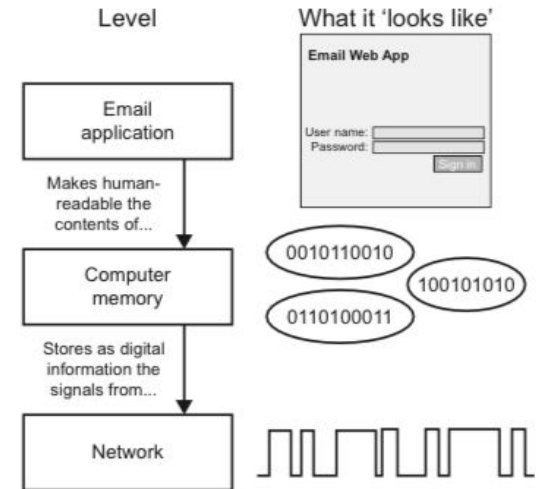 Level
What it ‘looks like’
Email Web App
User name:
Password:
Sign in
Email
application
Makes human-
readable the
contents of...
0010110010
100101010
0110100011
Computer
memory
Stores as digital
information the
signals from...
Network